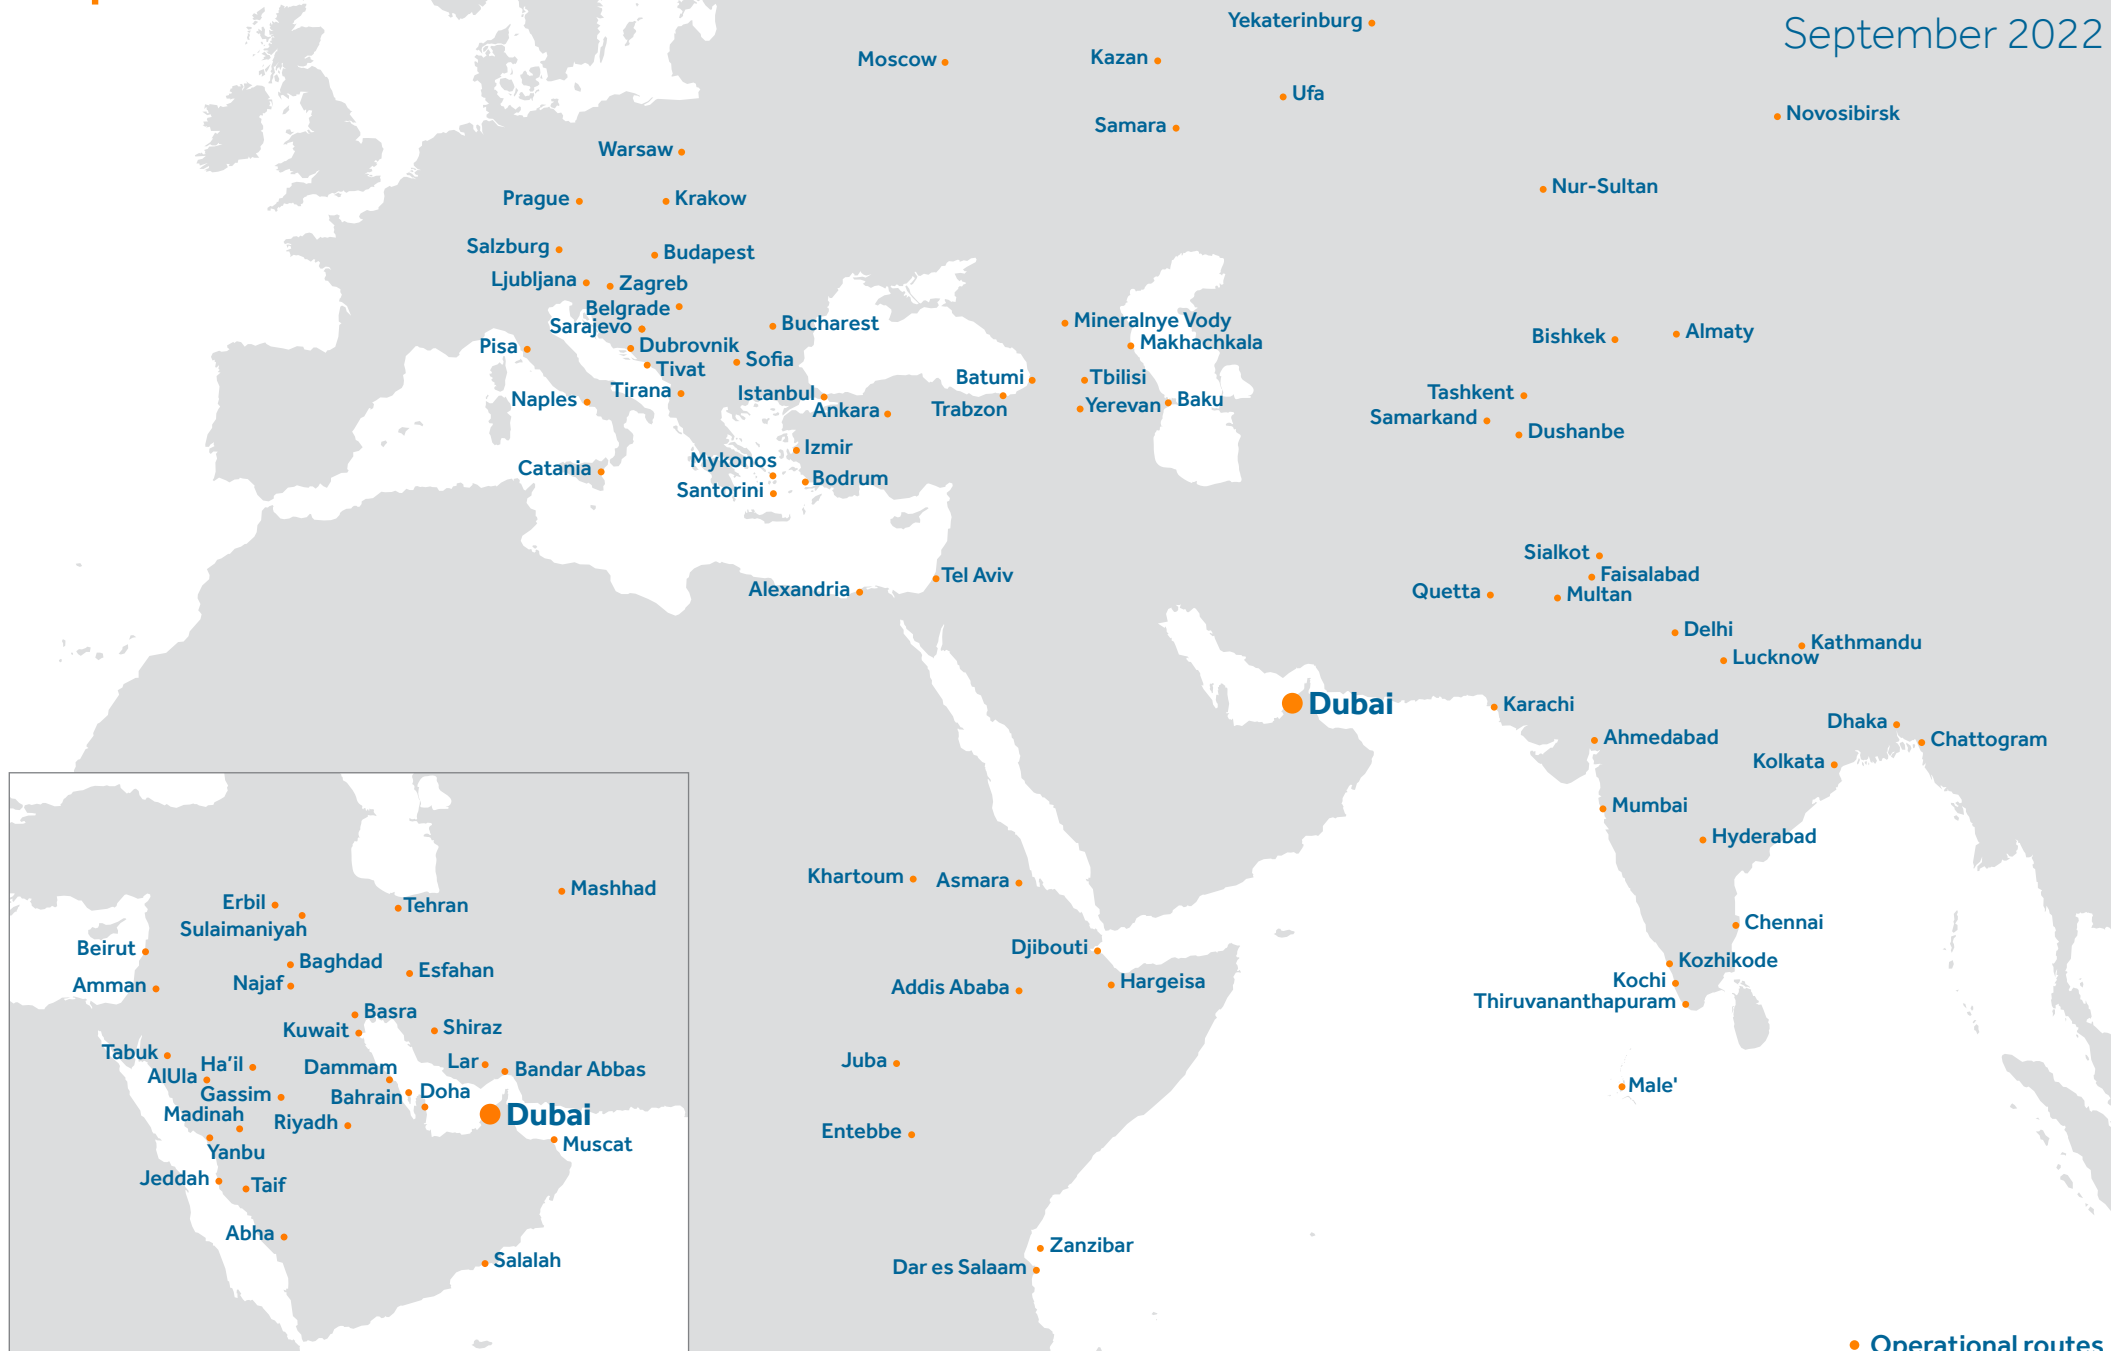 September 2022
Yekaterinburg
Moscow
Kazan
Ufa
Novosibirsk
Samara
Warsaw
Nur-Sultan
Prague
Krakow
Salzburg
Budapest
Ljubljana
Zagreb
Belgrade
Sarajevo
Bucharest
Mineralnye Vody
Makhachkala
Bishkek
Almaty
Pisa
Dubrovnik
Sofia
Tivat
Batumi
Tbilisi
Tirana
Istanbul
Naples
Ankara
Trabzon
Yerevan
Baku
Tashkent
Samarkand
Dushanbe
Izmir
Mykonos
Catania
Bodrum
Santorini
Sialkot
Faisalabad
Tel Aviv
Alexandria
Quetta
Multan
Delhi
Kathmandu
Lucknow
Dubai
Karachi
Dhaka
Ahmedabad
Chattogram
Kolkata
Mumbai
Hyderabad
Khartoum
Asmara
Chennai
Djibouti
Kozhikode
Addis Ababa
Hargeisa
Kochi
Thiruvananthapuram
Juba
Male'
Entebbe
Zanzibar
Dar es Salaam
Mashhad
Erbil
Tehran
Sulaimaniyah
Beirut
Baghdad
Esfahan
Amman
Najaf
Basra
Kuwait
Shiraz
Tabuk
Ha'il
Dammam
Lar
Bandar Abbas
AlUla
Gassim
Bahrain
Doha
Madinah
Riyadh
Dubai
Muscat
Yanbu
Jeddah
Taif
Abha
Salalah
Operational routes